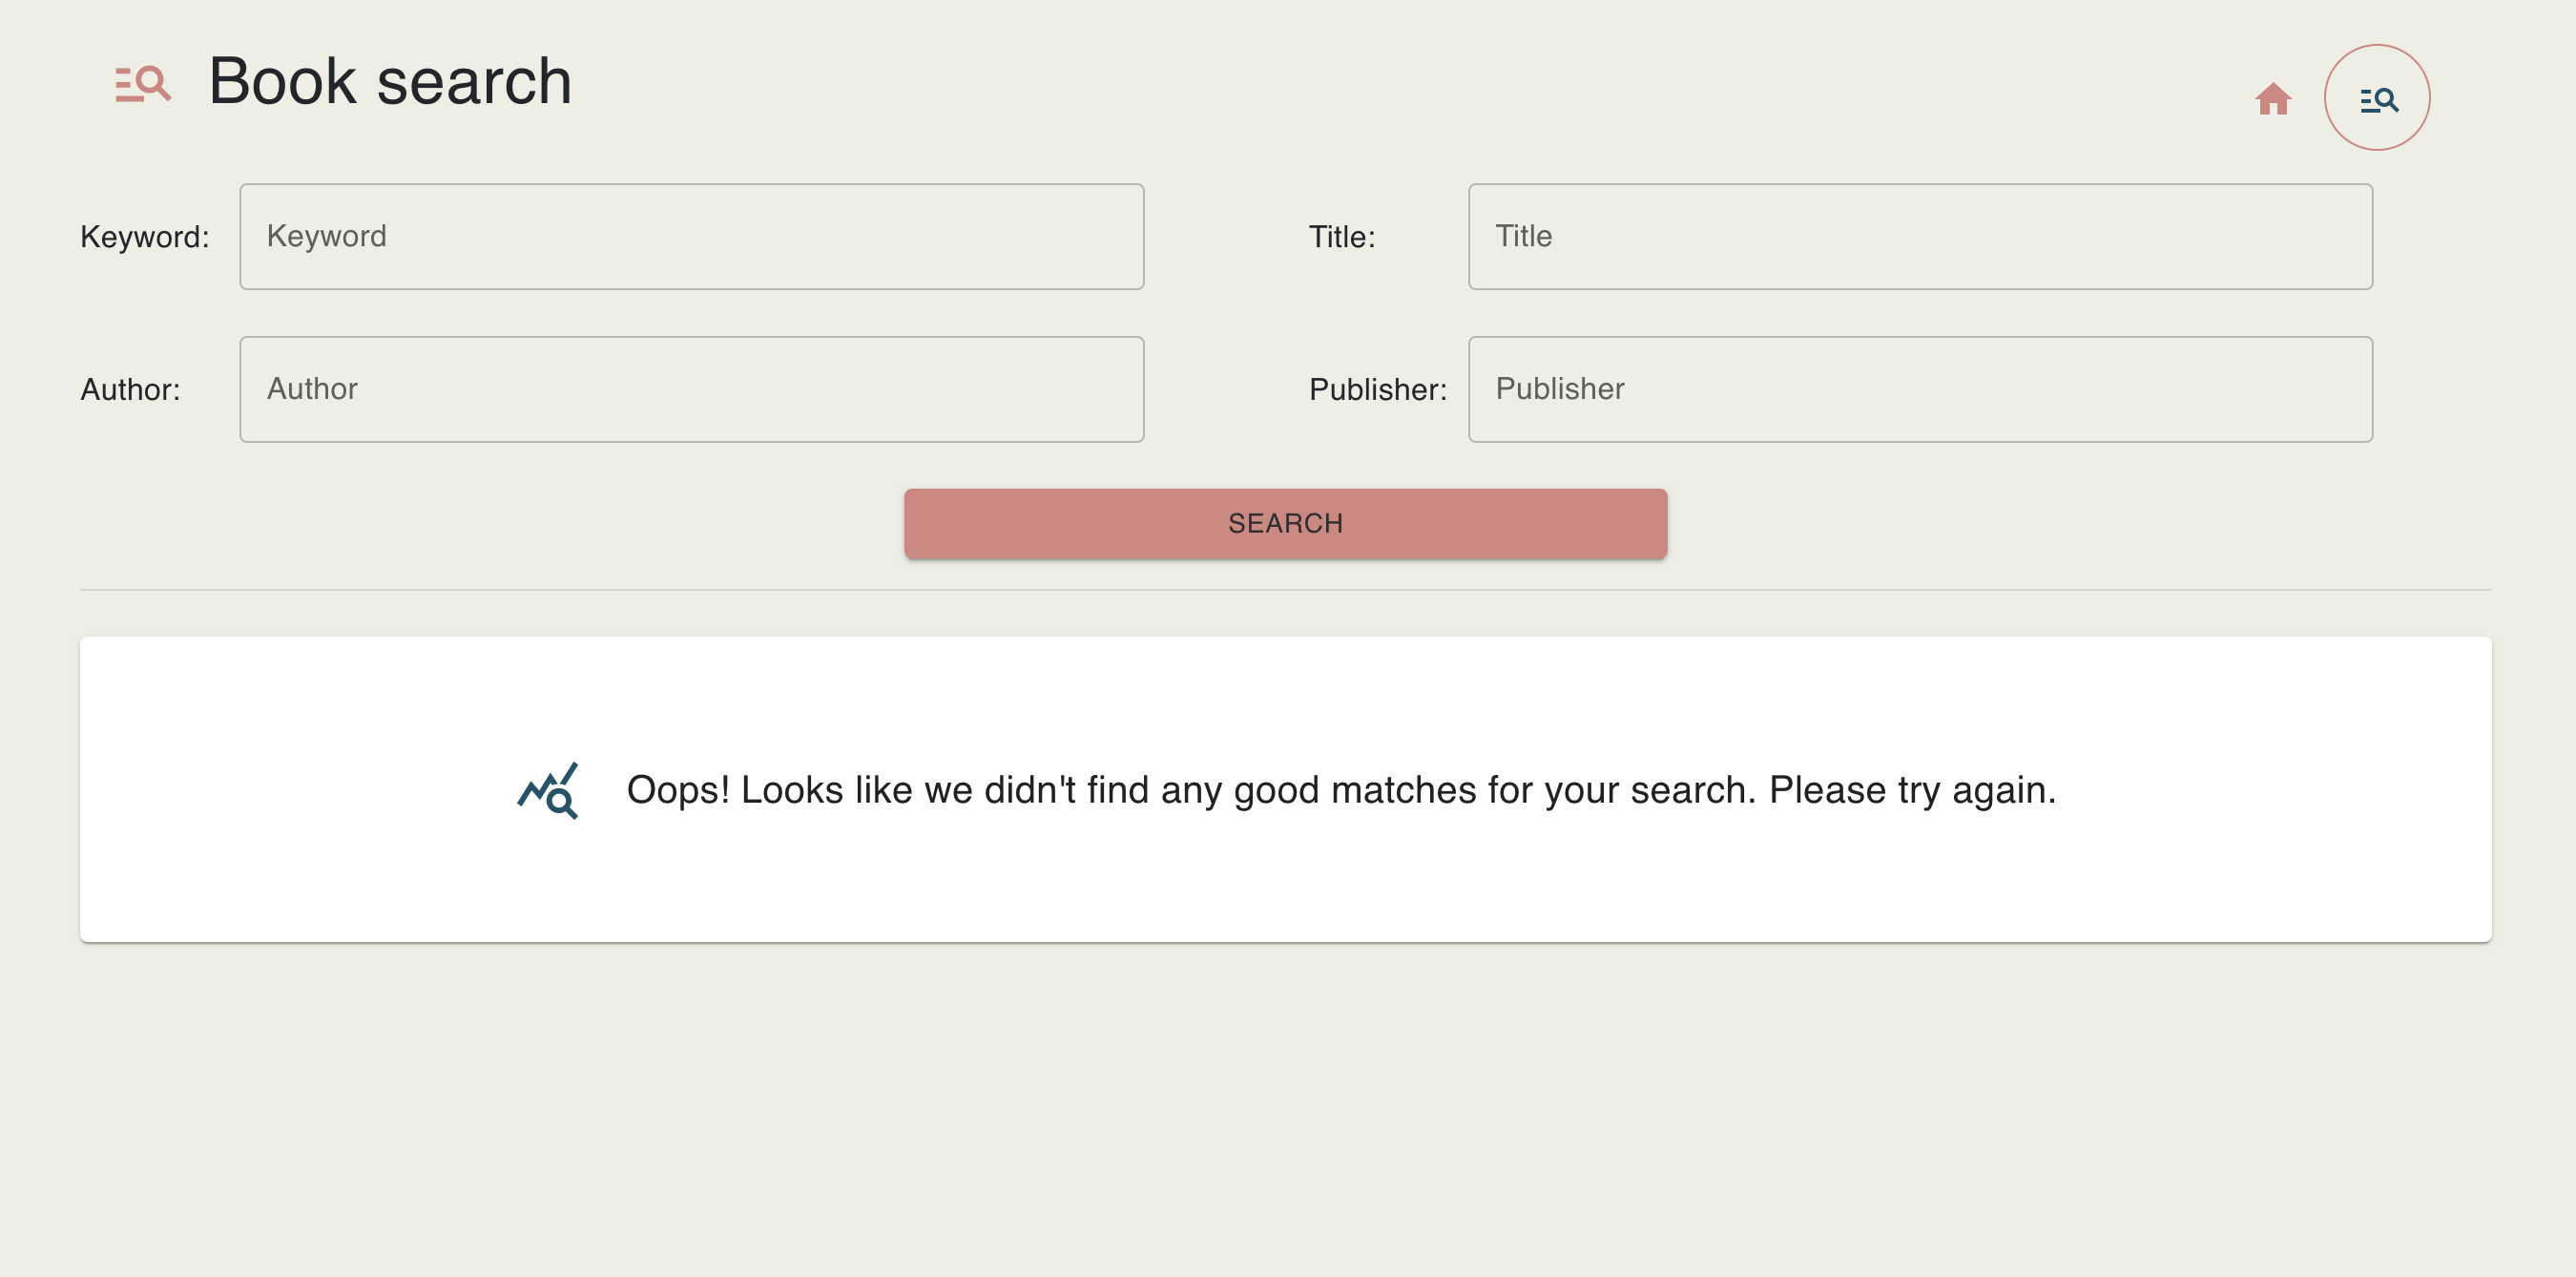 Book search
Keyword: Keyword Title: Title
Author: Author Publisher: Publisher
SEARCH
Oops! Looks like we didn't find any good matches for your search. Please try again.